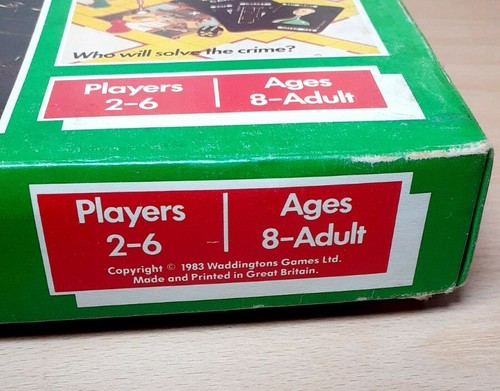 Who will solve the crime?
Players
2–6
Ages
8–Adult
Players
2–6
Ages
8–Adult
Copyright © 1983 Waddingtons Games Ltd.
Made and Printed in Great Britain.